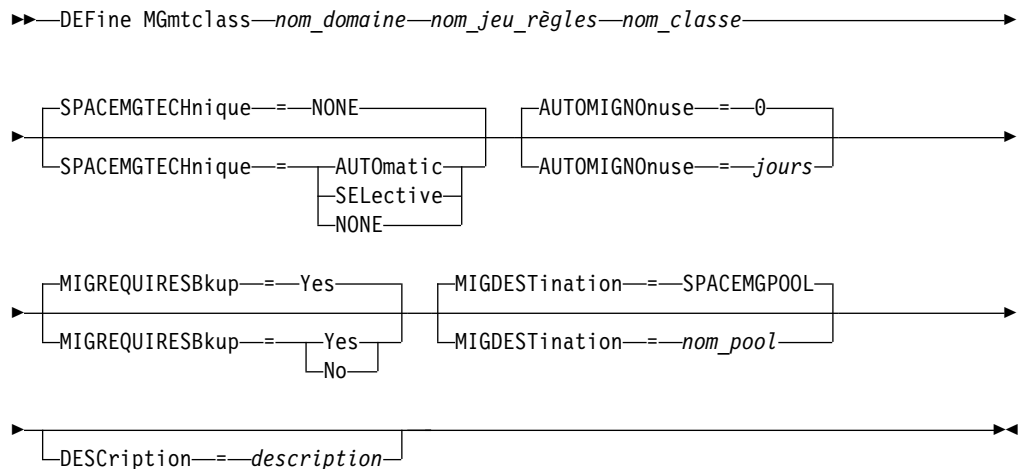 DEFine MGmtclass nom_domaine nom_jeu_règles nom_classe
SPACEMGTECHnique = NONE
AUTOMIGNOnuse = 0
SPACEMGTECHnique = AUTOmatic
SELective
NONE
AUTOMIGNOnuse = jours
MIGREQUIRESBkup = Yes
MIGDESTination = SPACEMGPOOL
MIGREQUIRESBkup = Yes
No
MIGDESTination = nom_pool
DESCription = description